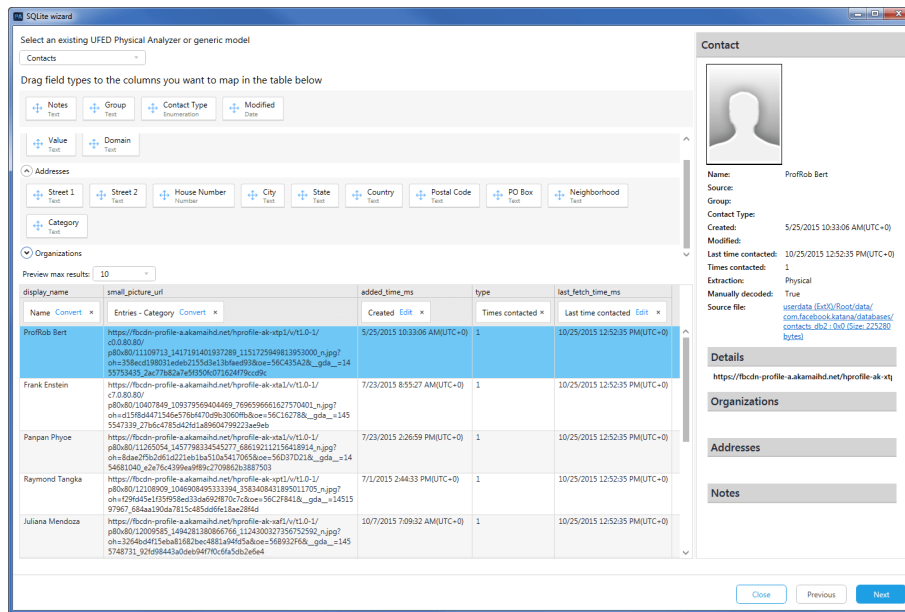 SQLite wizard
Select an existing UFED Physical Analyzer or generic model
Contacts
Drag field types to the columns you want to map in the table below
Notes Group Contact Type Modified
Text Text Enumeration Date
Value Domain
Text Text
Addresses
Street 1 Street 2 House Number City State Country Postal Code PO Box Neighborhood
Text Text Number Text Text Text Text Text Text
Category
Text
Organizations
Preview max results: 10
display_name small_picture_url added_time_ms type last_fetch_time_ms
Name Convert × Entries - Category Convert × Created Edit × Times contacted × Last time contacted Edit ×
ProfRob Bert https://fbcdn-profile-a.akamaihd.net/hprofile-ak-xtp1/v/t1.0-1/ 5/25/2015 10:33:06 AM(UTC+0) 1 10/25/2015 12:52:35 PM(UTC+0)
c0.0.80.80/
p80x80/11109713_1417191401937289_1151725949813953000_n.jpg?
oh=358ecd198031edeb2155d3e13bfaed93&oe=56C435A2&__gda__=14
55753435_2ac77b82a7e5f350fc071624f79ccd9c
Frank Enstein https://fbcdn-profile-a.akamaihd.net/hprofile-ak-xta1/v/t1.0-1/ 7/23/2015 8:55:27 AM(UTC+0) 1 10/25/2015 12:52:35 PM(UTC+0)
c7.0.80.80/
p80x80/10407849_109379569404469_7696596661627570401_n.jpg?
oh=d15f8d4471546e576bf470d9b3060ffb&oe=56C16278&__gda__=145
5547339_27b6c4785d42fd1a89604799223ae9eb
Panpan Phyoe https://fbcdn-profile-a.akamaihd.net/hprofile-ak-xta1/v/t1.0-1/ 7/23/2015 2:26:59 PM(UTC+0) 1 10/25/2015 12:52:35 PM(UTC+0)
p80x80/11265054_1457798334545277_686192112156418914_n.jpg?
oh=8dae2f5b2d61d221eb1ba510a5417065&oe=56D37D21&__gda__=14
54681040_e2e76c4399ea9f89c2709862b3887503
Raymond Tangka https://fbcdn-profile-a.akamaihd.net/hprofile-ak-xpt1/v/t1.0-1/ 7/1/2015 2:44:33 PM(UTC+0) 1 10/25/2015 12:52:35 PM(UTC+0)
p80x80/12108909_1046908495333394_3583408431895011705_n.jpg?
oh=f29fd45e1f35f958ed33da692f870c7c&oe=56C2F841&__gda__=14515
97967_684aa190da7815c485dd6fe18ae28f4d
Juliana Mendoza https://fbcdn-profile-a.akamaihd.net/hprofile-ak-xaf1/v/t1.0-1/ 10/7/2015 7:09:32 AM(UTC+0) 1 10/25/2015 12:52:35 PM(UTC+0)
p80x80/12009585_1494281380866766_1124300327356752592_n.jpg?
oh=3264bd4f15eba81682bec4881a94fd5a&oe=568932F6&__gda__=145
5748731_92fd98443a0deb94f7f0c6fa5db2e6e4
Contact
Name: ProfRob Bert
Source:
Group:
Contact Type:
Created: 5/25/2015 10:33:06 AM(UTC+0)
Modified:
Last time contacted: 10/25/2015 12:52:35 PM(UTC+0)
Times contacted: 1
Extraction: Physical
Manually decoded: True
Source file: userdata (ExtX)/Root/data/
com.facebook.katana/databases/
contacts_db2 : 0x0 (Size: 225280
bytes)
Details
https://fbcdn-profile-a.akamaihd.net/hprofile-ak-xtp
Organizations
Addresses
Notes
Close Previous Next